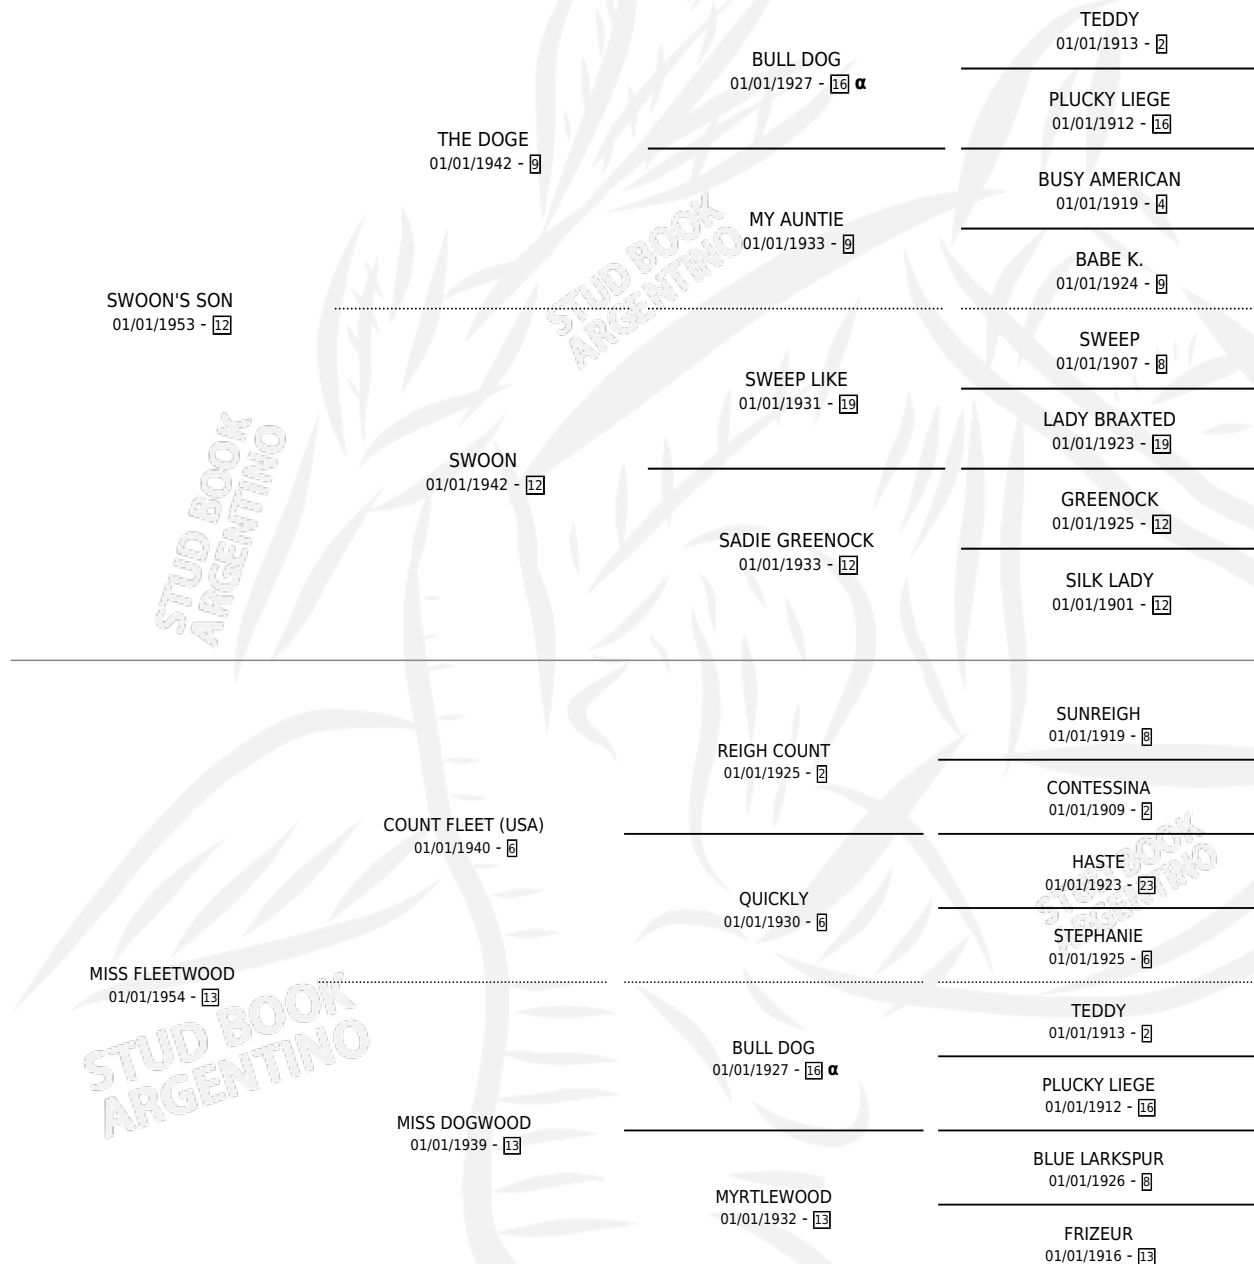 TEDDY
01/01/1913 - 2
BULL DOG
01/01/1927 - 16 α
PLUCKY LIEGE
01/01/1912 - 16
THE DOGE
01/01/1942 - 9
BUSY AMERICAN
01/01/1919 - 4
MY AUNTIE
01/01/1933 - 9
BABE K.
01/01/1924 - 9
SWOON'S SON
01/01/1953 - 12
SWEEP
01/01/1907 - 8
SWEEP LIKE
01/01/1931 - 19
LADY BRAXTED
01/01/1923 - 19
SWOON
01/01/1942 - 12
GREENOCK
01/01/1925 - 12
SADIE GREENOCK
01/01/1933 - 12
SILK LADY
01/01/1901 - 12
SUNREIGH
01/01/1919 - 8
REIGH COUNT
01/01/1925 - 2
CONTESSINA
01/01/1909 - 2
COUNT FLEET (USA)
01/01/1940 - 6
HASTE
01/01/1923 - 23
QUICKLY
01/01/1930 - 6
STEPHANIE
01/01/1925 - 6
MISS FLEETWOOD
01/01/1954 - 13
TEDDY
01/01/1913 - 2
BULL DOG
01/01/1927 - 16 α
PLUCKY LIEGE
01/01/1912 - 16
MISS DOGWOOD
01/01/1939 - 13
BLUE LARKSPUR
01/01/1926 - 8
MYRTLEWOOD
01/01/1932 - 13
FRIZEUR
01/01/1916 - 13
STUD BOOK
ARGENTINO
STUD BOOK
ARGENTINO
STUD BOOK
ARGENTINO
STUD BOOK
ARGENTINO